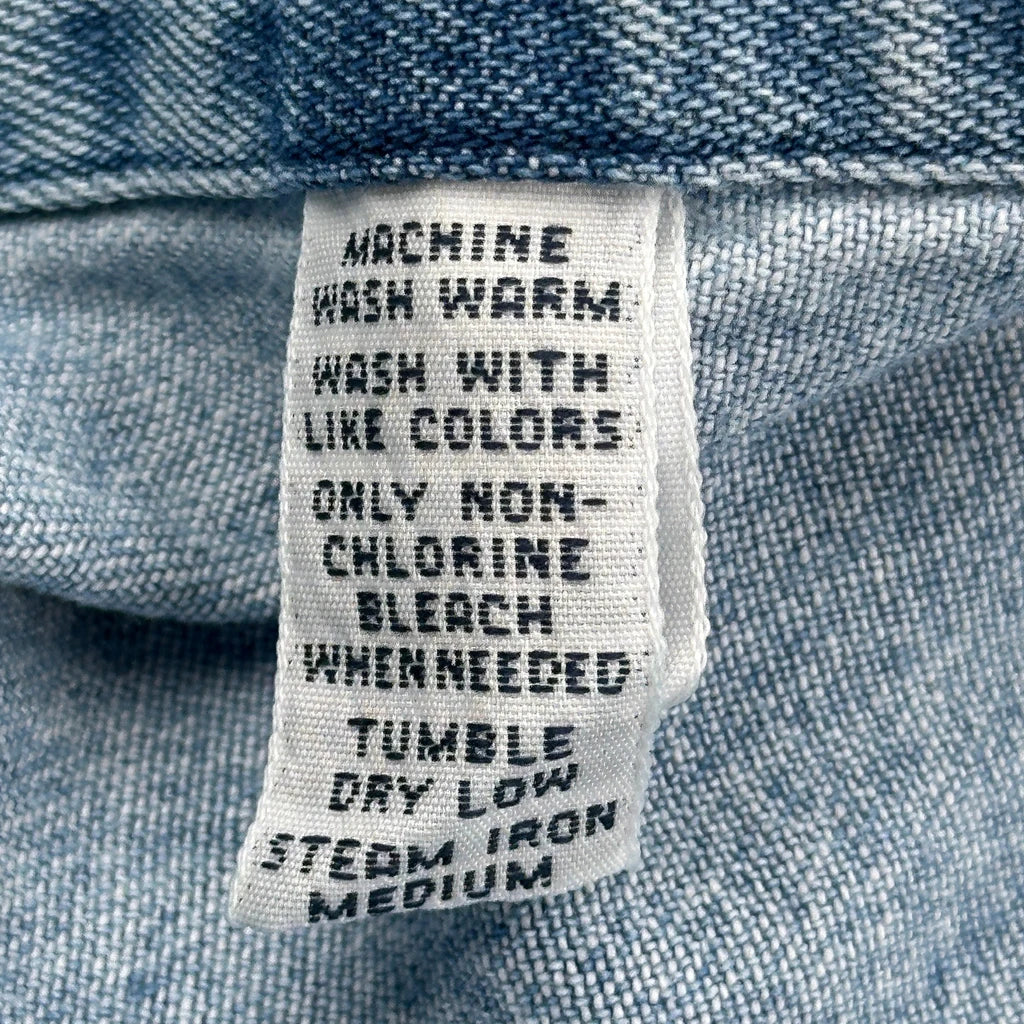 MACHINE
WASH WARM
WASH WITH
LIKE COLORS
ONLY NON-
CHLORINE
BLEACH
WHEN NEEDED
TUMBLE
DRY LOW
STEAM IRON
MEDIUM